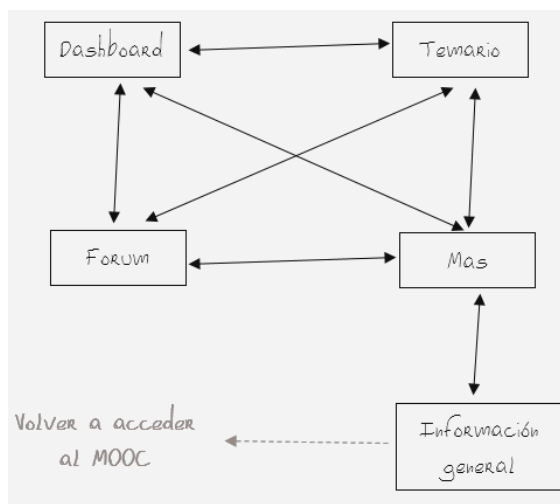 Dashboard
Temario
Forum
Mas
Volver a acceder
al MOOC
Información
general